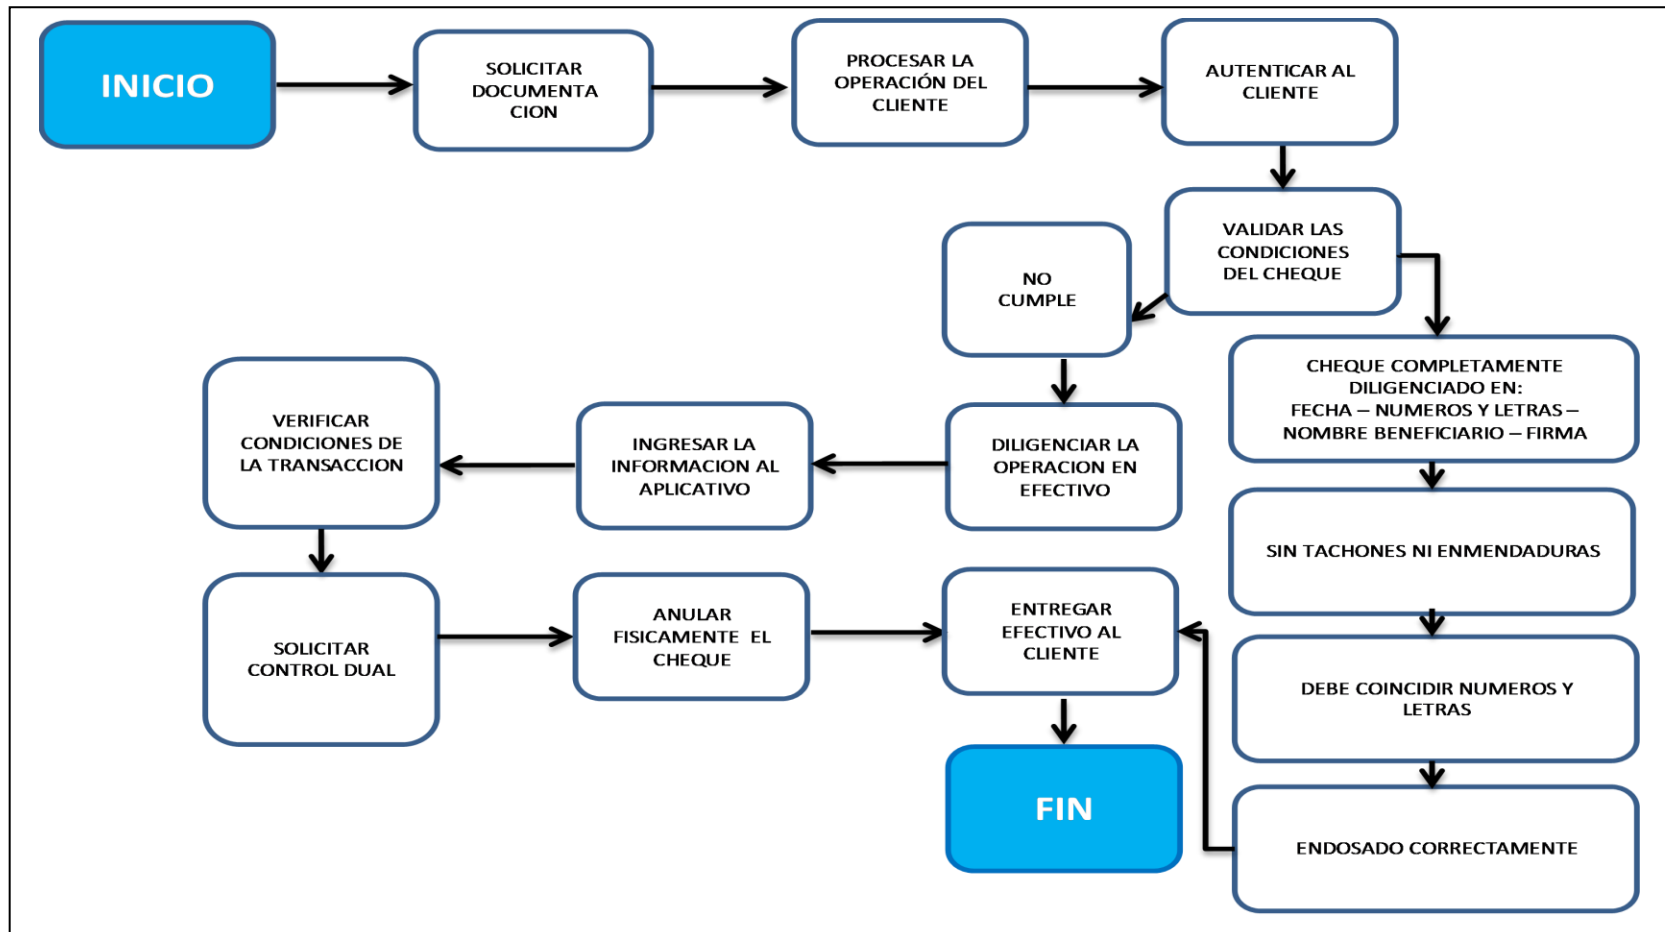 INICIO
SOLICITAR
DOCUMENTA
CION
PROCESAR LA
OPERACIÓN DEL
CLIENTE
AUTENTICAR AL
CLIENTE
VALIDAR LAS
CONDICIONES
DEL CHEQUE
NO
CUMPLE
CHEQUE COMPLETAMENTE
DILIGENCIADO EN:
FECHA – NUMEROS Y LETRAS –
NOMBRE BENEFICIARIO – FIRMA
VERIFICAR
CONDICIONES DE
LA TRANSACCION
INGRESAR LA
INFORMACION AL
APLICATIVO
DILIGENCIAR LA
OPERACION EN
EFECTIVO
SIN TACHONES NI ENMENDADURAS
SOLICITAR
CONTROL DUAL
ANULAR
FISICAMENTE EL
CHEQUE
ENTREGAR
EFECTIVO AL
CLIENTE
DEBE COINCIDIR NUMEROS Y
LETRAS
FIN
ENDOSADO CORRECTAMENTE